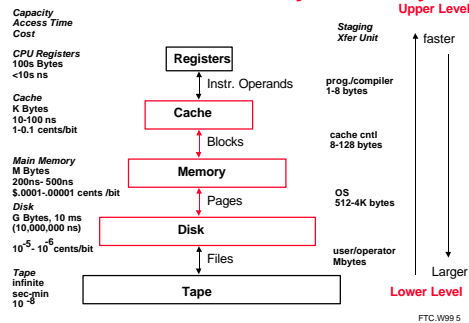 Upper Level
Capacity
Access Time
Cost
Staging
Xfer Unit
faster
CPU Registers
100s Bytes
<10s ns
Registers
Instr. Operands
prog./compiler
1-8 bytes
Cache
K Bytes
10-100 ns
1-0.1 cents/bit
Cache
Blocks
cache cntl
8-128 bytes
Main Memory
M Bytes
200ns- 500ns
$.0001-.00001 cents /bit
Memory
Pages
OS
512-4K bytes
Disk
G Bytes, 10 ms
(10,000,000 ns)
10-5- 10-6 cents/bit
Disk
Files
user/operator
Mbytes
Tape
infinite
sec-min
10 -8
Tape
Larger
Lower Level
FTC.W99 5